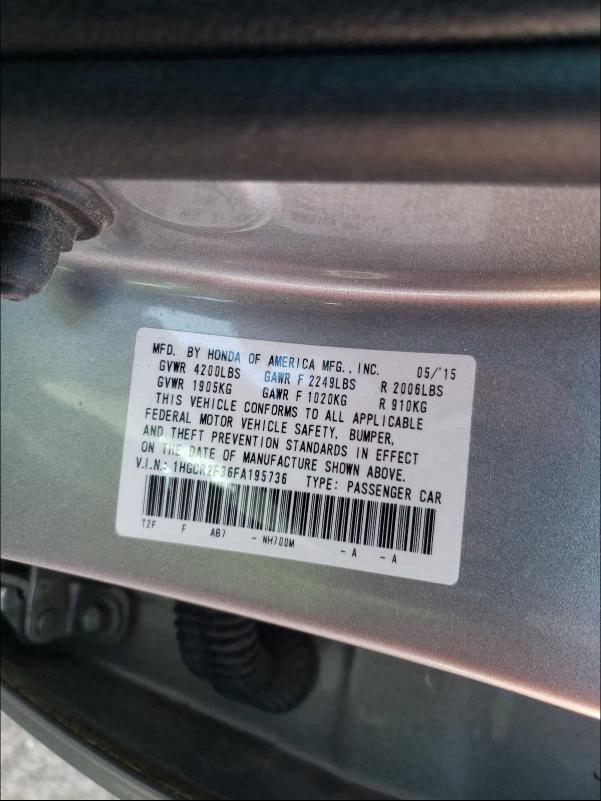 MFD. BY HONDA OF AMERICA MFG., INC. 05/'15
GVWR 4200LBS GAWR F 2249LBS R 2006LBS
GVWR 1905KG GAWR F 1020KG R 910KG
THIS VEHICLE CONFORMS TO ALL APPLICABLE
FEDERAL MOTOR VEHICLE SAFETY, BUMPER,
AND THEFT PREVENTION STANDARDS IN EFFECT
ON THE DATE OF MANUFACTURE SHOWN ABOVE.
V.I.N.: 1HGCR2F36FA195736 TYPE: PASSENGER CAR
T2F F AB7 - NH700M - A - A